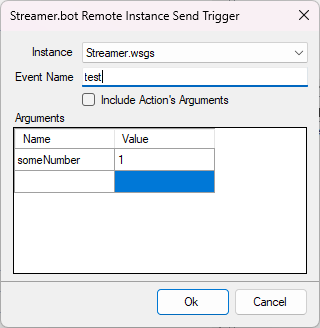 Streamer.bot Remote Instance Send Trigger
Instance Streamer.wsgs
Event Name test
Include Action's Arguments
Arguments
Name Value
someNumber 1
Ok Cancel